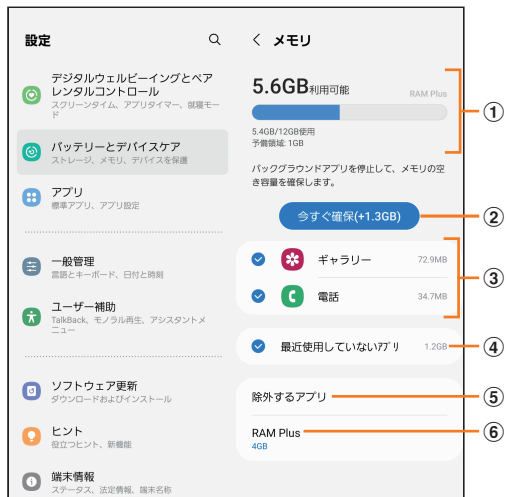 設定
デジタルウェルビーイングとペア
レンタルコントロール
スクリーンタイム、アプリタイマー、就寝モー
ド
バッテリーとデバイスケア
ストレージ、メモリ、デバイスを保護
アプリ
標準アプリ、アプリ設定
一般管理
言語とキーボード、日付と時刻
ユーザー補助
TalkBack、モノラル再生、アシスタントメ
ニュー
ソフトウェア更新
ダウンロードおよびインストール
ヒント
役立つヒント、新機能
端末情報
ステータス、法定情報、端末名称
メモリ
5.6GB利用可能
RAM Plus
5.4GB/12GB使用
予備領域: 1GB
バックグラウンドアプリを停止して、メモリの空
き容量を確保します。
今すぐ確保(+1.3GB)
ギャラリー 72.9MB
電話 34.7MB
最近使用していないｱﾌﾟﾘ 1.2GB
除外するアプリ
RAM Plus
4GB
①
②
③
④
⑤
⑥